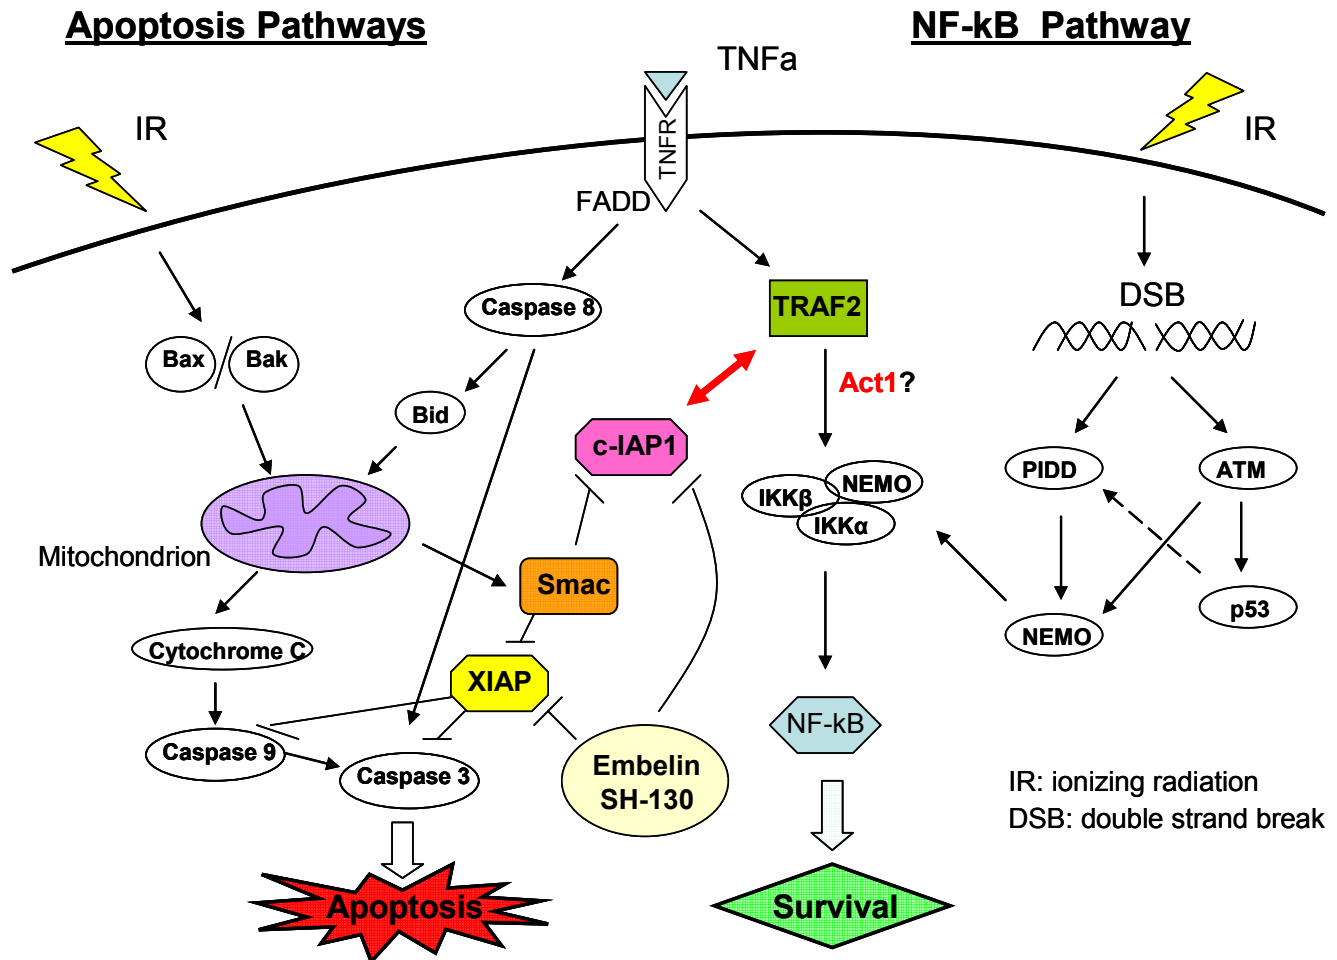 Apoptosis Pathways
NF-kB Pathway
TNFa
IR
IR
TNFR
FADD
Caspase 8
TRAF2
DSB
Bax
Bak
Act1?
Bid
c-IAP1
PIDD
ATM
IKKβ
NEMO
IKKα
Mitochondrion
Smac
p53
NEMO
Cytochrome C
XIAP
NF-kB
Caspase 9
Caspase 3
Embelin
SH-130
IR: ionizing radiation
DSB: double strand break
Apoptosis
Survival